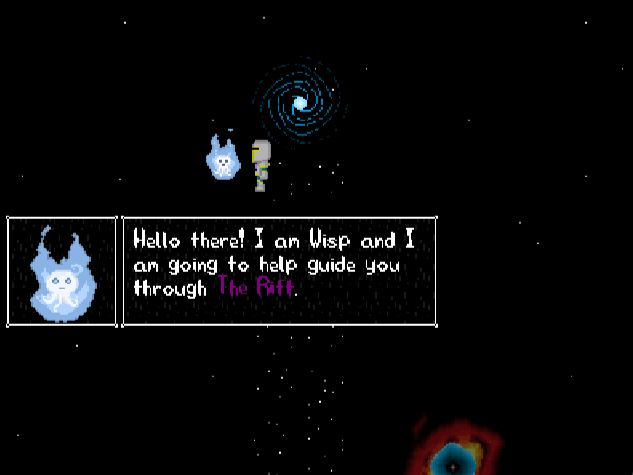 Hello there! I am Wisp and I
am going to help guide you
through The Rift.